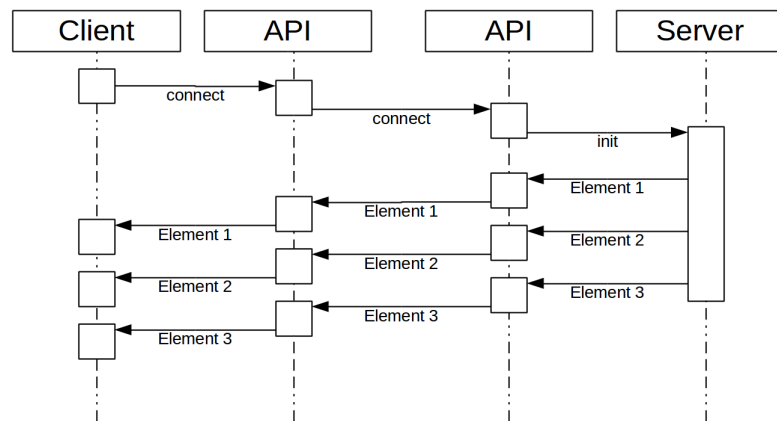 Client
API
API
Server
connect
connect
init
Element 1
Element 1
Element 1
Element 2
Element 2
Element 2
Element 3
Element 3
Element 3